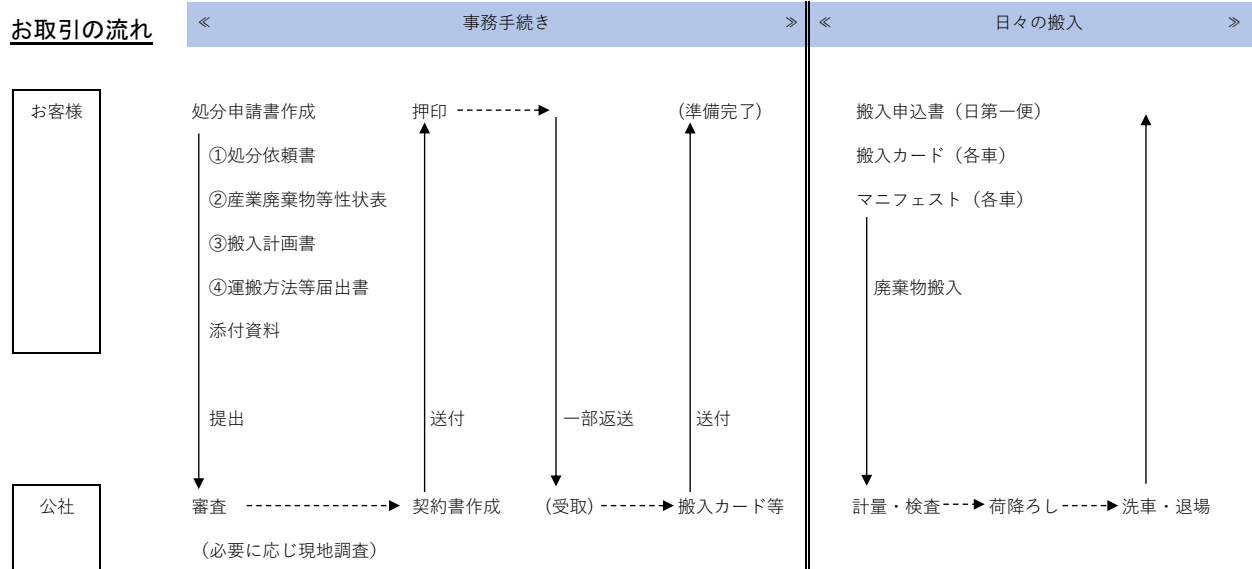 お取引の流れ
≪ 事務手続き ≫
≪ 日々の搬入 ≫
お客様
処分申請書作成
押印
(準備完了)
搬入申込書（日第一便）
①処分依頼書
搬入カード（各車）
②産業廃棄物等性状表
マニフェスト（各車）
③搬入計画書
④運搬方法等届出書
廃棄物搬入
添付資料
提出
送付
一部返送
送付
公社
審査
契約書作成
(受取)
搬入カード等
計量・検査
荷降ろし
洗車・退場
（必要に応じ現地調査）